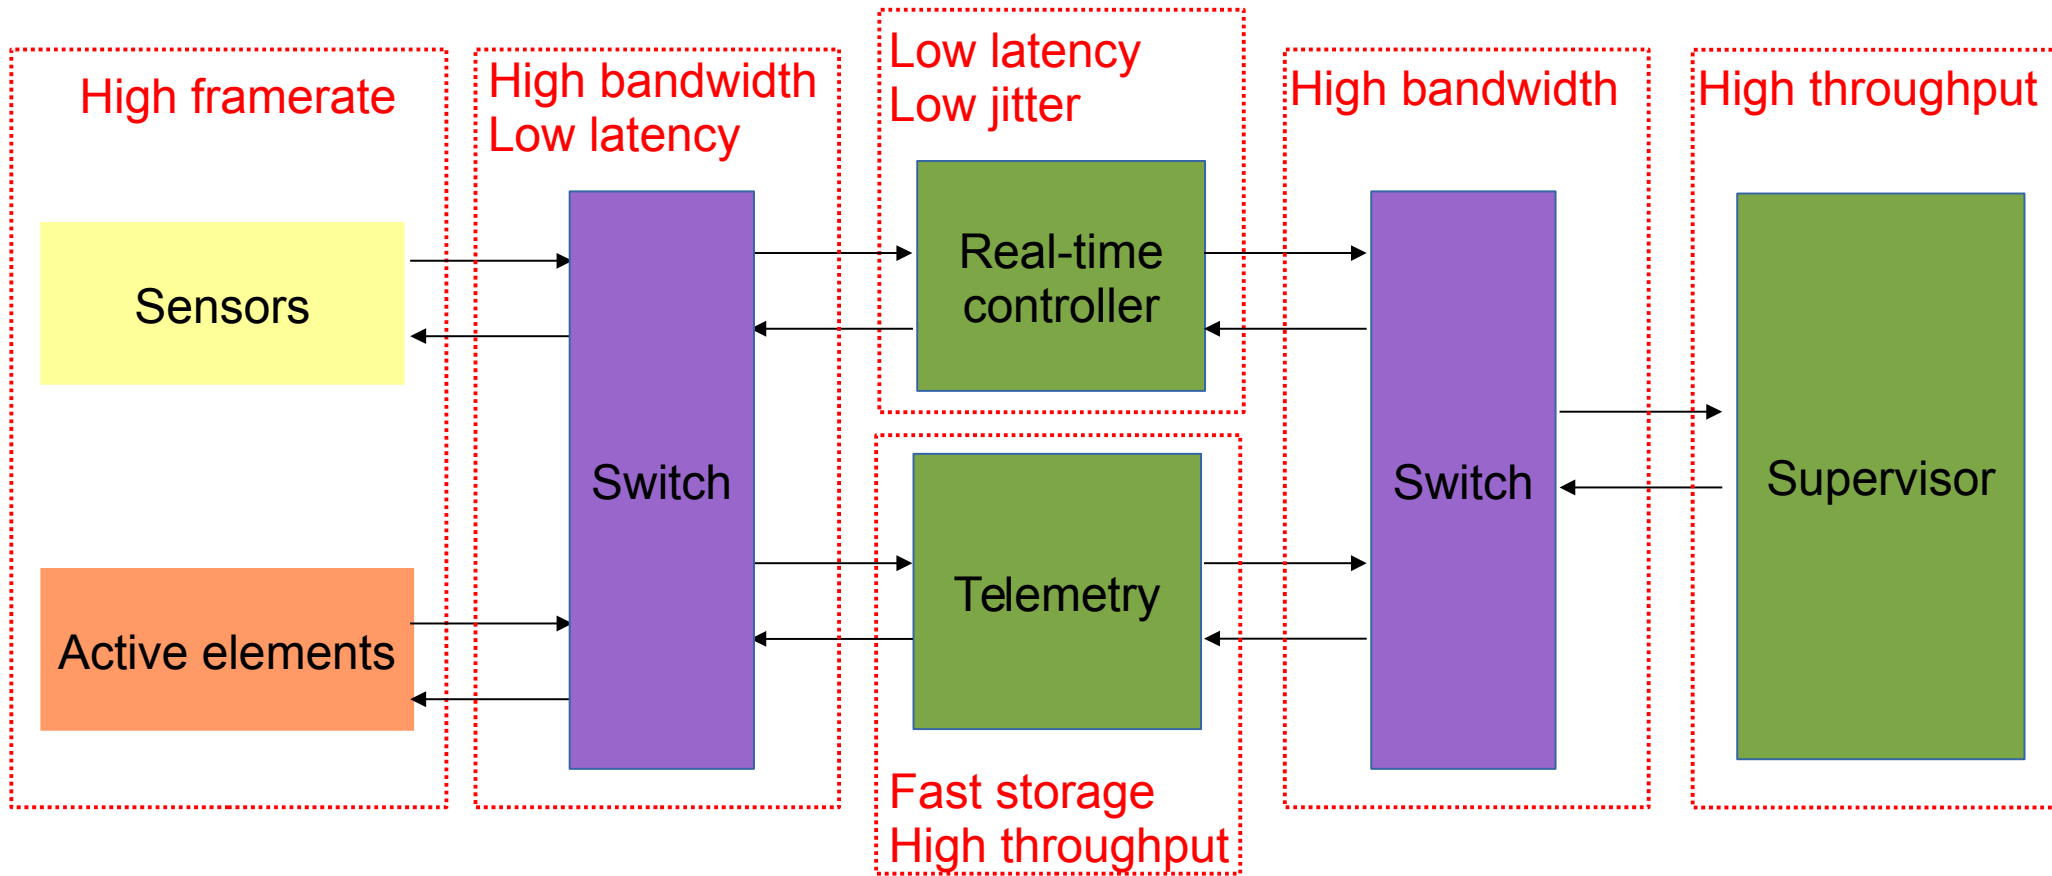 High framerate
Sensors
Active elements
High bandwidth
Low latency
Switch
Low latency
Low jitter
Real-time
controller
Telemetry
Fast storage
High throughput
High bandwidth
Switch
High throughput
Supervisor